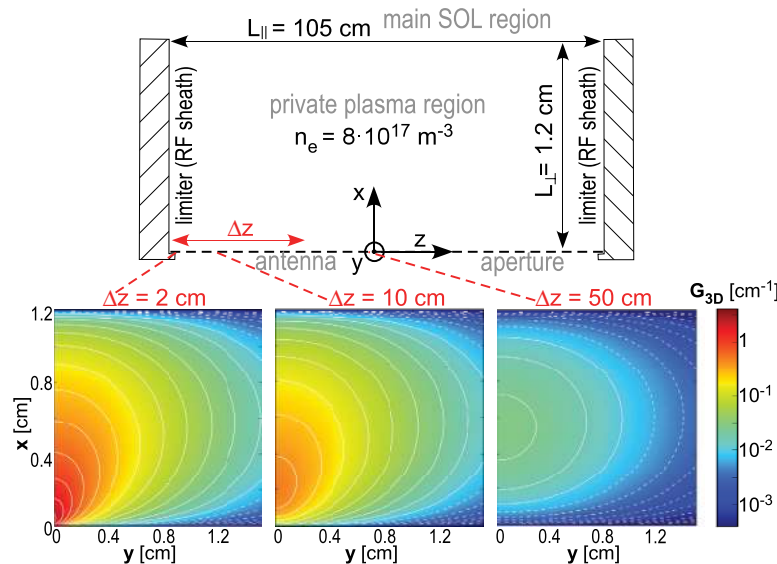 main SOL region
L∥ = 105 cm
limiter (RF sheath)
private plasma region
nₑ = 8·10¹⁷ m⁻³
L⊥= 1.2 cm
limiter (RF sheath)
x
Δz
z
y
antenna
aperture
Δz = 2 cm
Δz = 10 cm
Δz = 50 cm
G₃D [cm⁻¹]
1.2
0.8
0.4
0
x [cm]
1
10⁻¹
10⁻²
10⁻³
0 0.4 0.8 1.2
0 0.4 0.8 1.2
0 0.4 0.8 1.2
y [cm]
y [cm]
y [cm]